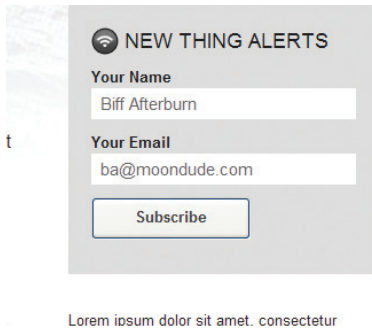 NEW THING ALERTS
Your Name
Biff Afterburn
t
Your Email
ba@moondude.com
Subscribe
Lorem ipsum dolor sit amet, consectetur